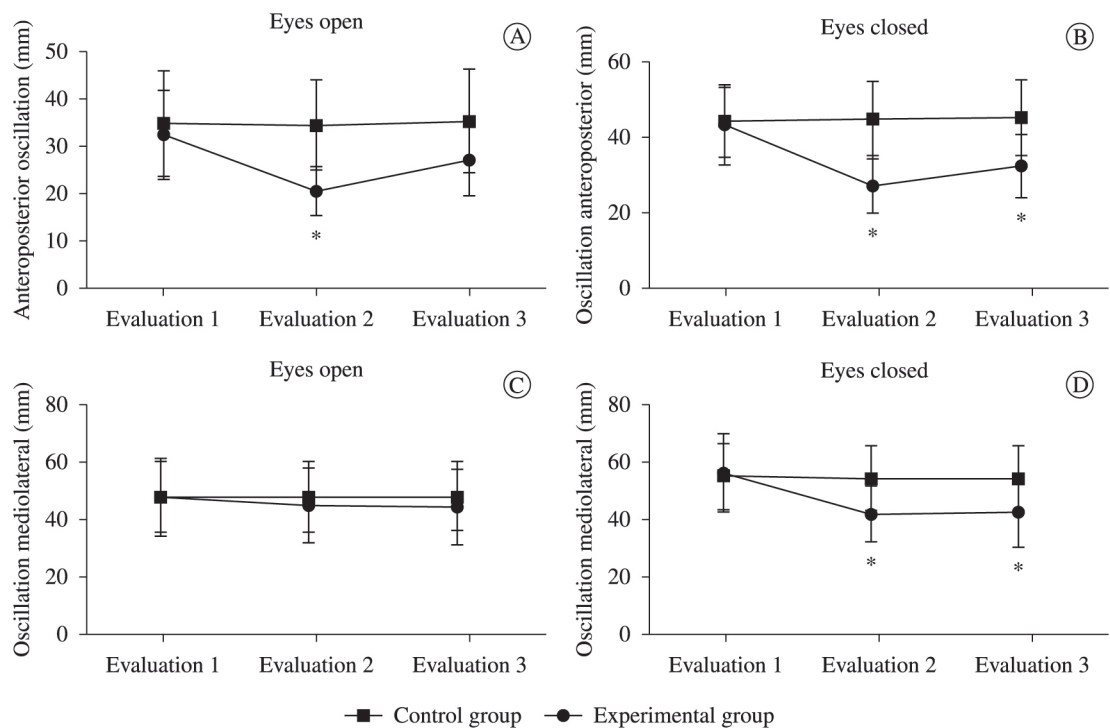 Eyes open
A
Anteroposterior oscillation (mm)
50
40
30
20
10
0
*
Evaluation 1 Evaluation 2 Evaluation 3
Eyes closed
B
Oscillation anteroposterior (mm)
60
40
20
0
*
*
Evaluation 1 Evaluation 2 Evaluation 3
Eyes open
C
Oscillation mediolateral (mm)
80
60
40
20
0
Evaluation 1 Evaluation 2 Evaluation 3
Eyes closed
D
Oscillation mediolateral (mm)
80
60
40
20
0
*
*
Evaluation 1 Evaluation 2 Evaluation 3
Control group Experimental group